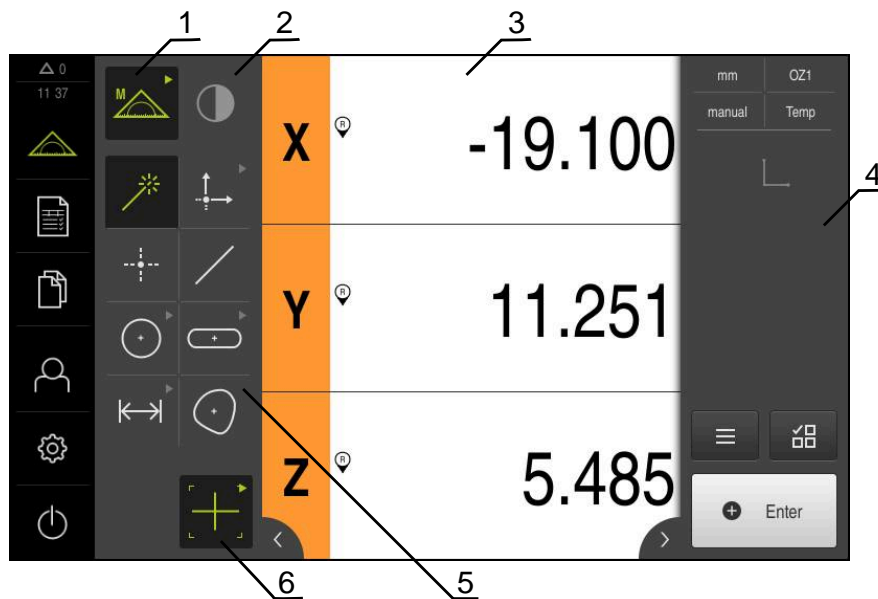 1 2 3
0
11 37
M
mm OZ1
manual Temp
X R -19.100
4
Y R 11.251
Z R 5.485
Enter
6 5